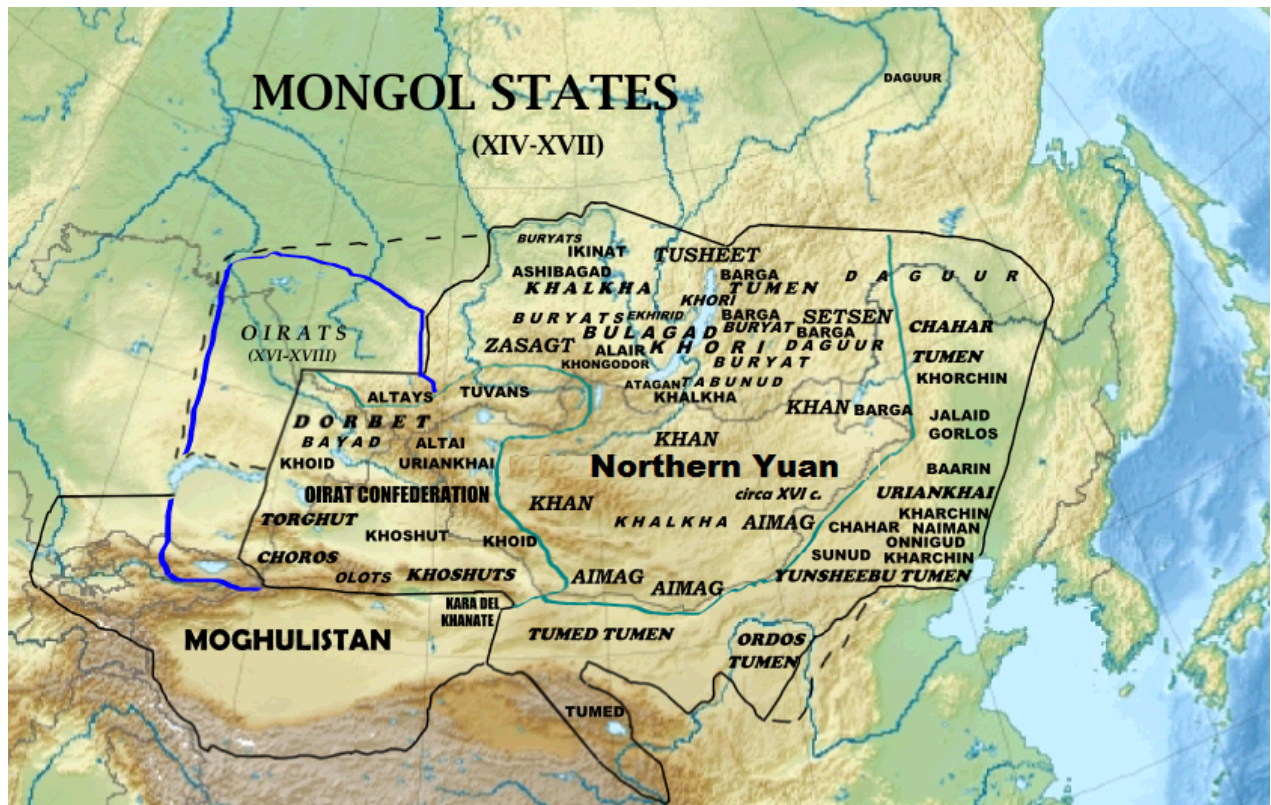 MONGOL STATES
(XIV-XVII)
DAGUUR
BURYATS
IKINAT
TUSHEET
ASHIBAGAD
BARGA
DAGUUR
KHALKHA
TUMEN
KHORI
OIRATS
(XVI-XVIII)
BURYATS
EKHIRID
BARGA
SETSEN
CHAHAR
BULAGAD
BURYAT
BARGA
ZASAGT
ALAIR
KHORI
DAGUUR
TUMEN
KHONGODOR
BURYAT
KHORCHIN
ALTAYS
TUVANS
ATAGAN
TABUNUD
KHALKHA
KHAN
BARGA
JALAID
DORBET
GORLOS
BAYAD
ALTAI
KHAN
KHOID
URIANKHAI
Northern Yuan
BAARIN
OIRAT CONFEDERATION
circa XVI c.
URIANKHAI
KHAN
KHARCHIN
TORGHUT
KHALKHA
AIMAG
CHAHAR
NAIMAN
KHOSHUT
KHOID
ONNIGUD
CHOROS
SUNUD
KHARCHIN
OLOTS
KHOSHUTS
AIMAG
AIMAG
YUNSHEEBU TUMEN
KARA DEL
KHANATE
MOGHULISTAN
TUMED TUMEN
ORDOS
TUMEN
TUMED